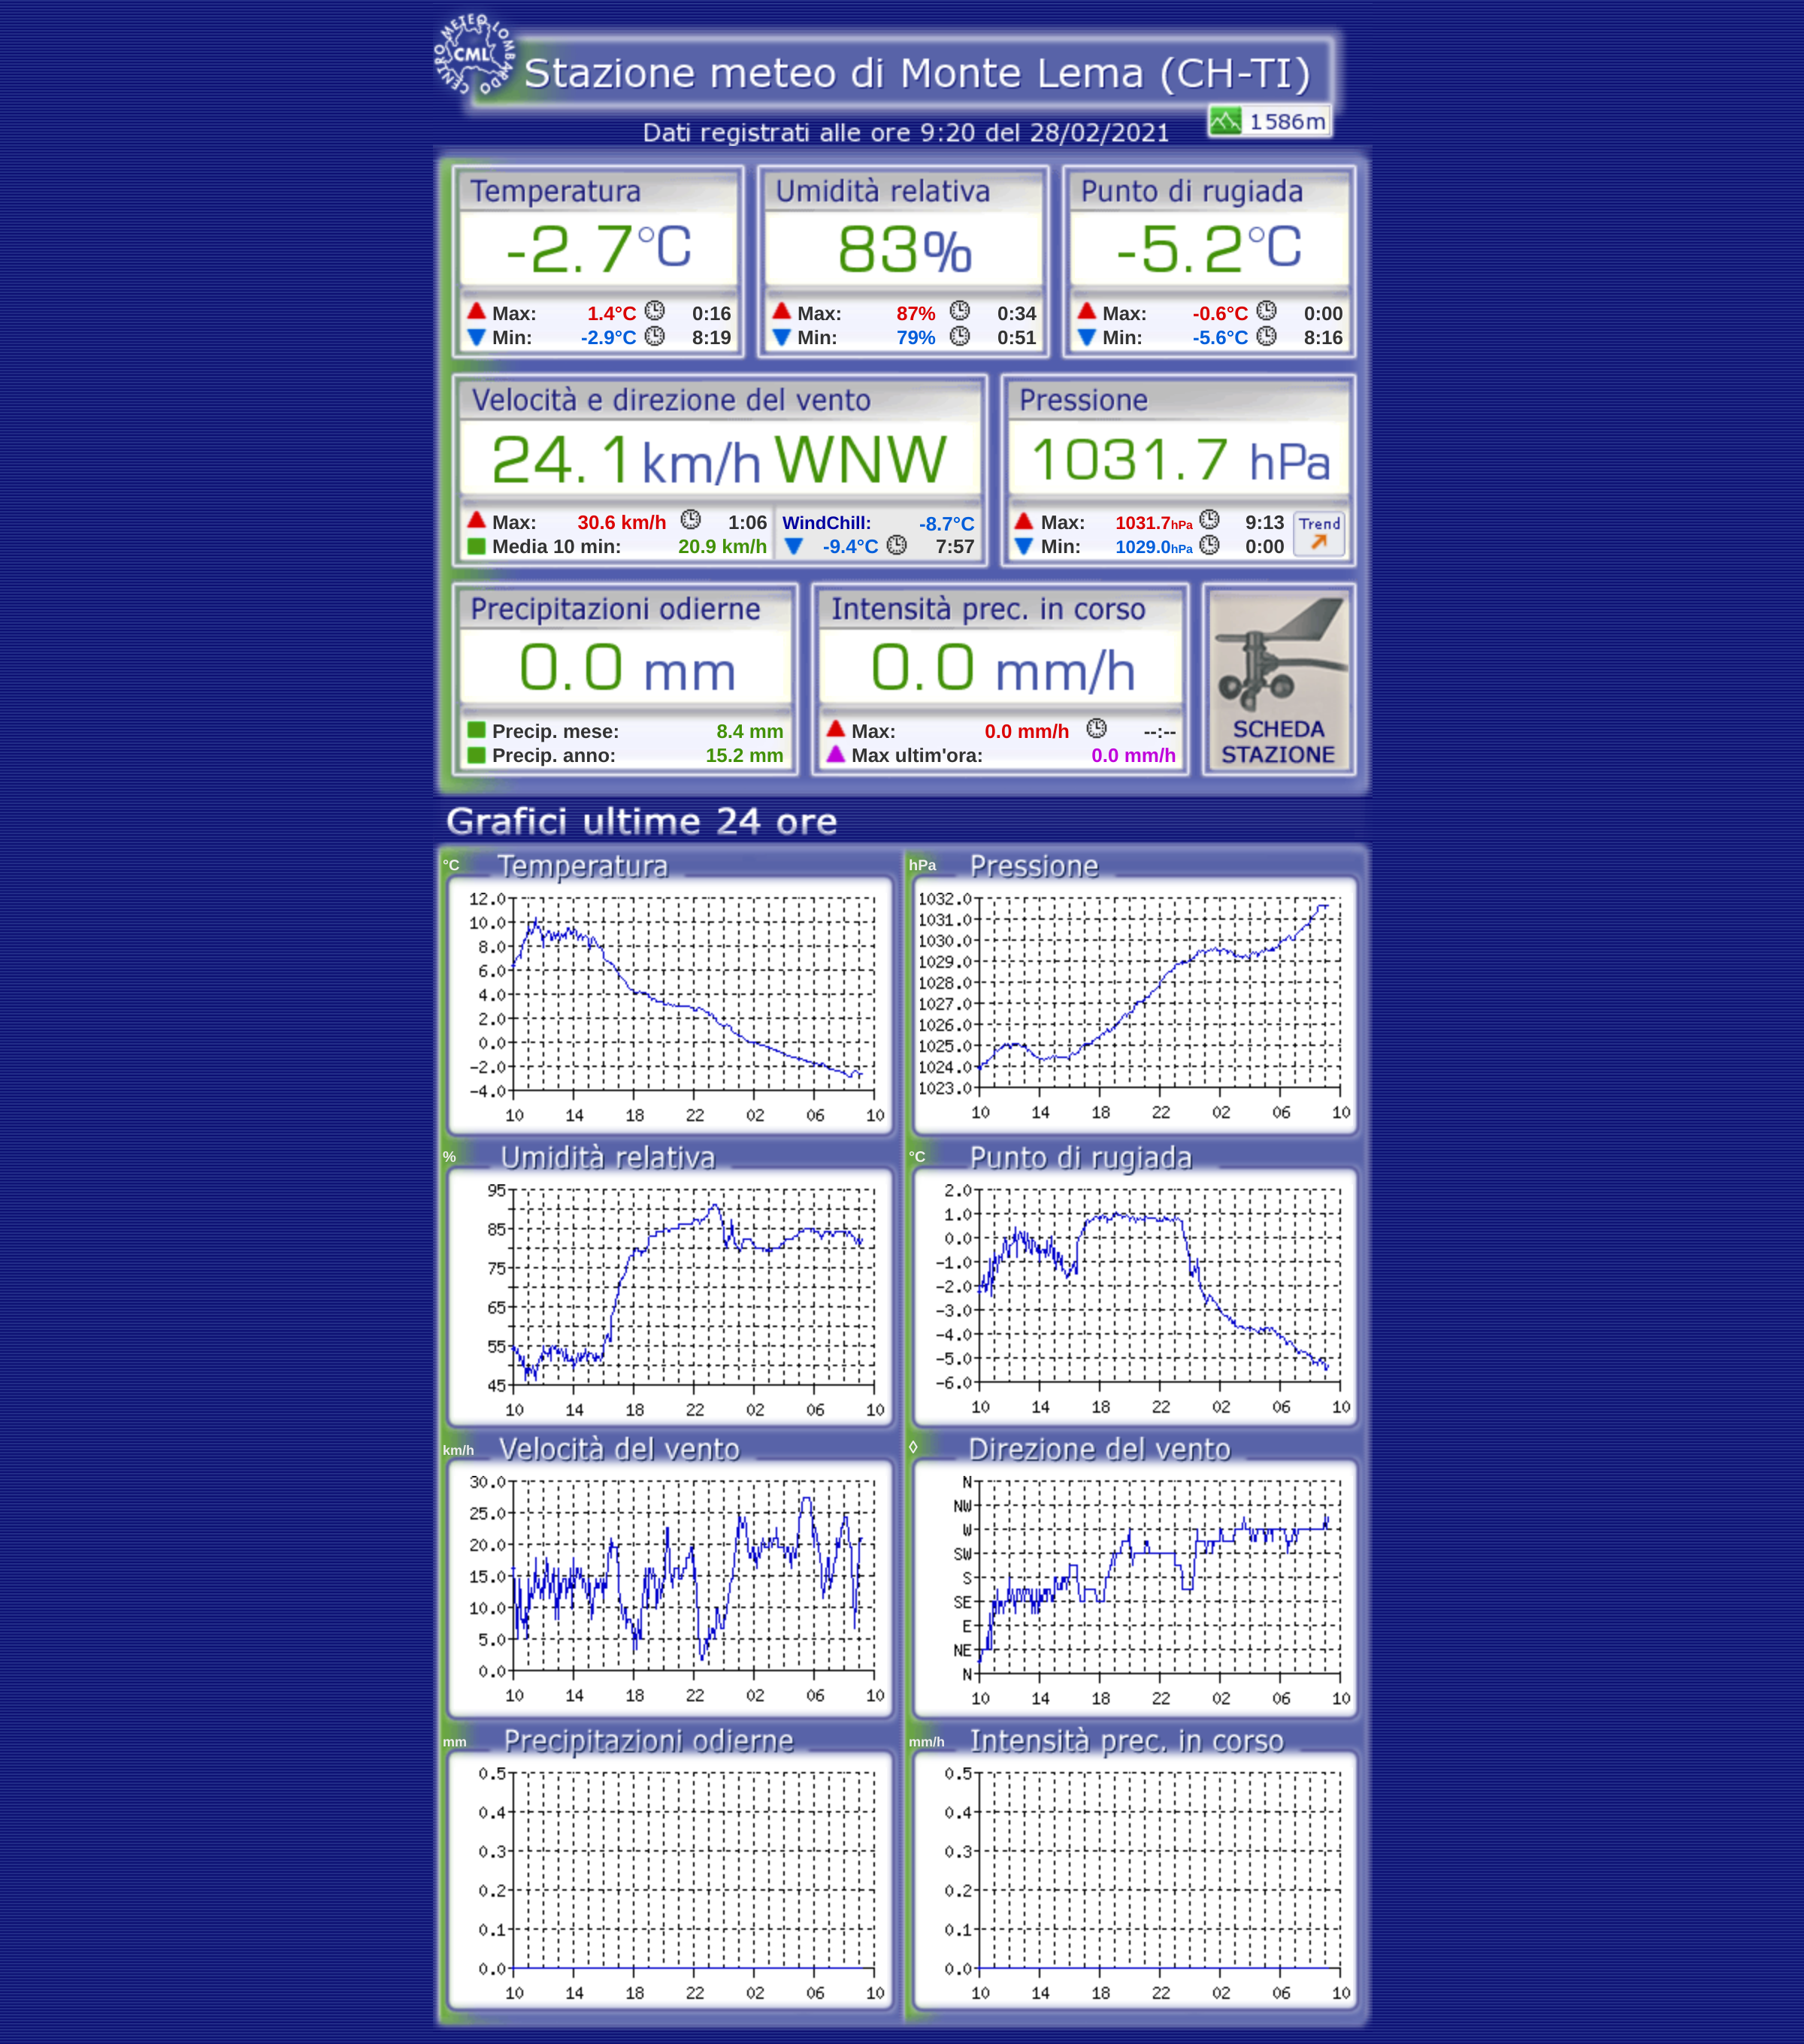 CENTRO METEO LOMBARDO
CML
Stazione meteo di Monte Lema (CH-TI)
1586m
Dati registrati alle ore 9:20 del 28/02/2021
Temperatura
-2.7°C
Max: 1.4°C 0:16
Min: -2.9°C 8:19
Umidità relativa
83%
Max: 87% 0:34
Min: 79% 0:51
Punto di rugiada
-5.2°C
Max: -0.6°C 0:00
Min: -5.6°C 8:16
Velocità e direzione del vento
24.1 km/h WNW
Max: 30.6 km/h 1:06
Media 10 min: 20.9 km/h
WindChill: -8.7°C
-9.4°C 7:57
Pressione
1031.7 hPa
Max: 1031.7hPa 9:13
Min: 1029.0hPa 0:00
Trend
Precipitazioni odierne
0.0 mm
Precip. mese: 8.4 mm
Precip. anno: 15.2 mm
Intensità prec. in corso
0.0 mm/h
Max: 0.0 mm/h --:--
Max ultim'ora: 0.0 mm/h
SCHEDA
STAZIONE
Grafici ultime 24 ore
°C Temperatura
12.0
10.0
8.0
6.0
4.0
2.0
0.0
-2.0
-4.0
10 14 18 22 02 06 10
hPa Pressione
1032.0
1031.0
1030.0
1029.0
1028.0
1027.0
1026.0
1025.0
1024.0
1023.0
10 14 18 22 02 06 10
% Umidità relativa
95
85
75
65
55
45
10 14 18 22 02 06 10
°C Punto di rugiada
2.0
1.0
0.0
-1.0
-2.0
-3.0
-4.0
-5.0
-6.0
10 14 18 22 02 06 10
km/h Velocità del vento
30.0
25.0
20.0
15.0
10.0
5.0
0.0
10 14 18 22 02 06 10
◊ Direzione del vento
N
NW
W
SW
S
SE
E
NE
N
10 14 18 22 02 06 10
mm Precipitazioni odierne
0.5
0.4
0.3
0.2
0.1
0.0
10 14 18 22 02 06 10
mm/h Intensità prec. in corso
0.5
0.4
0.3
0.2
0.1
0.0
10 14 18 22 02 06 10